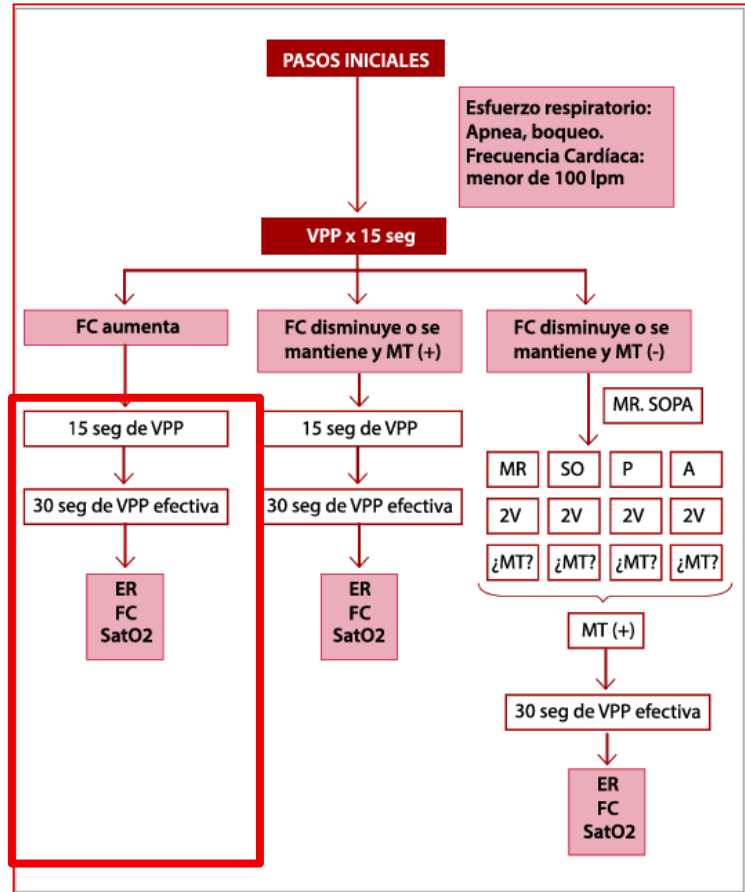 PASOS INICIALES
Esfuerzo respiratorio:
Apnea, boqueo.
Frecuencia Cardíaca:
menor de 100 lpm
VPP x 15 seg
FC aumenta
15 seg de VPP
30 seg de VPP efectiva
ER
FC
SatO2
FC disminuye o se
mantiene y MT (+)
15 seg de VPP
30 seg de VPP efectiva
ER
FC
SatO2
FC disminuye o se
mantiene y MT (-)
MR. SOPA
MR SO P A
2V 2V 2V 2V
¿MT? ¿MT? ¿MT? ¿MT?
MT (+)
30 seg de VPP efectiva
ER
FC
SatO2